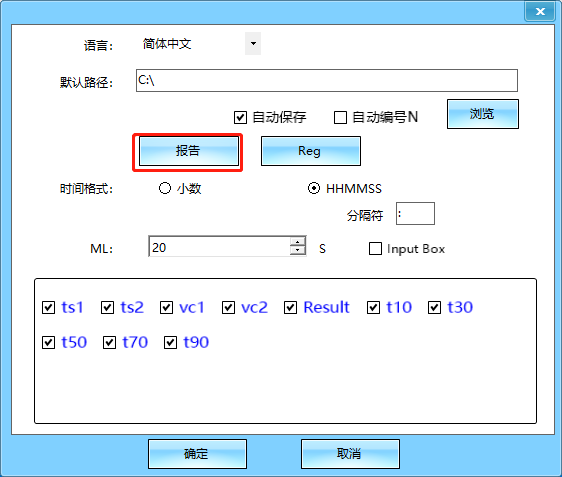 语言： 简体中文
默认路径： C:\
自动保存 自动编号N 浏览
报告 Reg
时间格式： 小数 HHMMSS
分隔符 :
ML: 20 S Input Box
ts1 ts2 vc1 vc2 Result t10 t30
t50 t70 t90
确定 取消